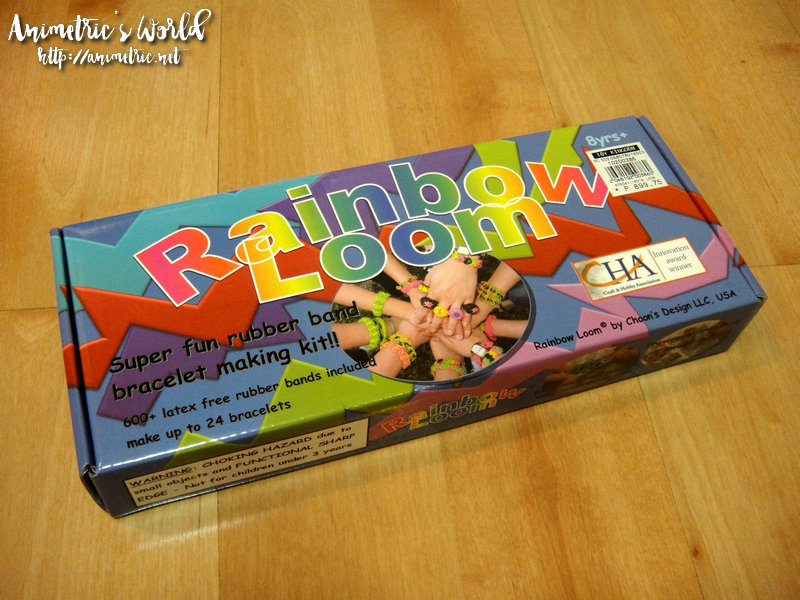 Animetric's World
http://animetric.net
8yrs+
TOY KINGDOM
10200386
P 899.75
Rainbow
Loom
CHA
Craft & Hobby Association
Innovation
award
winner
Super fun rubber band
bracelet making kit!!
600+ latex free rubber bands included
make up to 24 bracelets
Rainbow Loom® by Choon's Design LLC, USA
Rainbow
Loom
WARNING: CHOKING HAZARD due to
small objects and FUNCTIONAL SHARP
EDGE - Not for children under 3 years